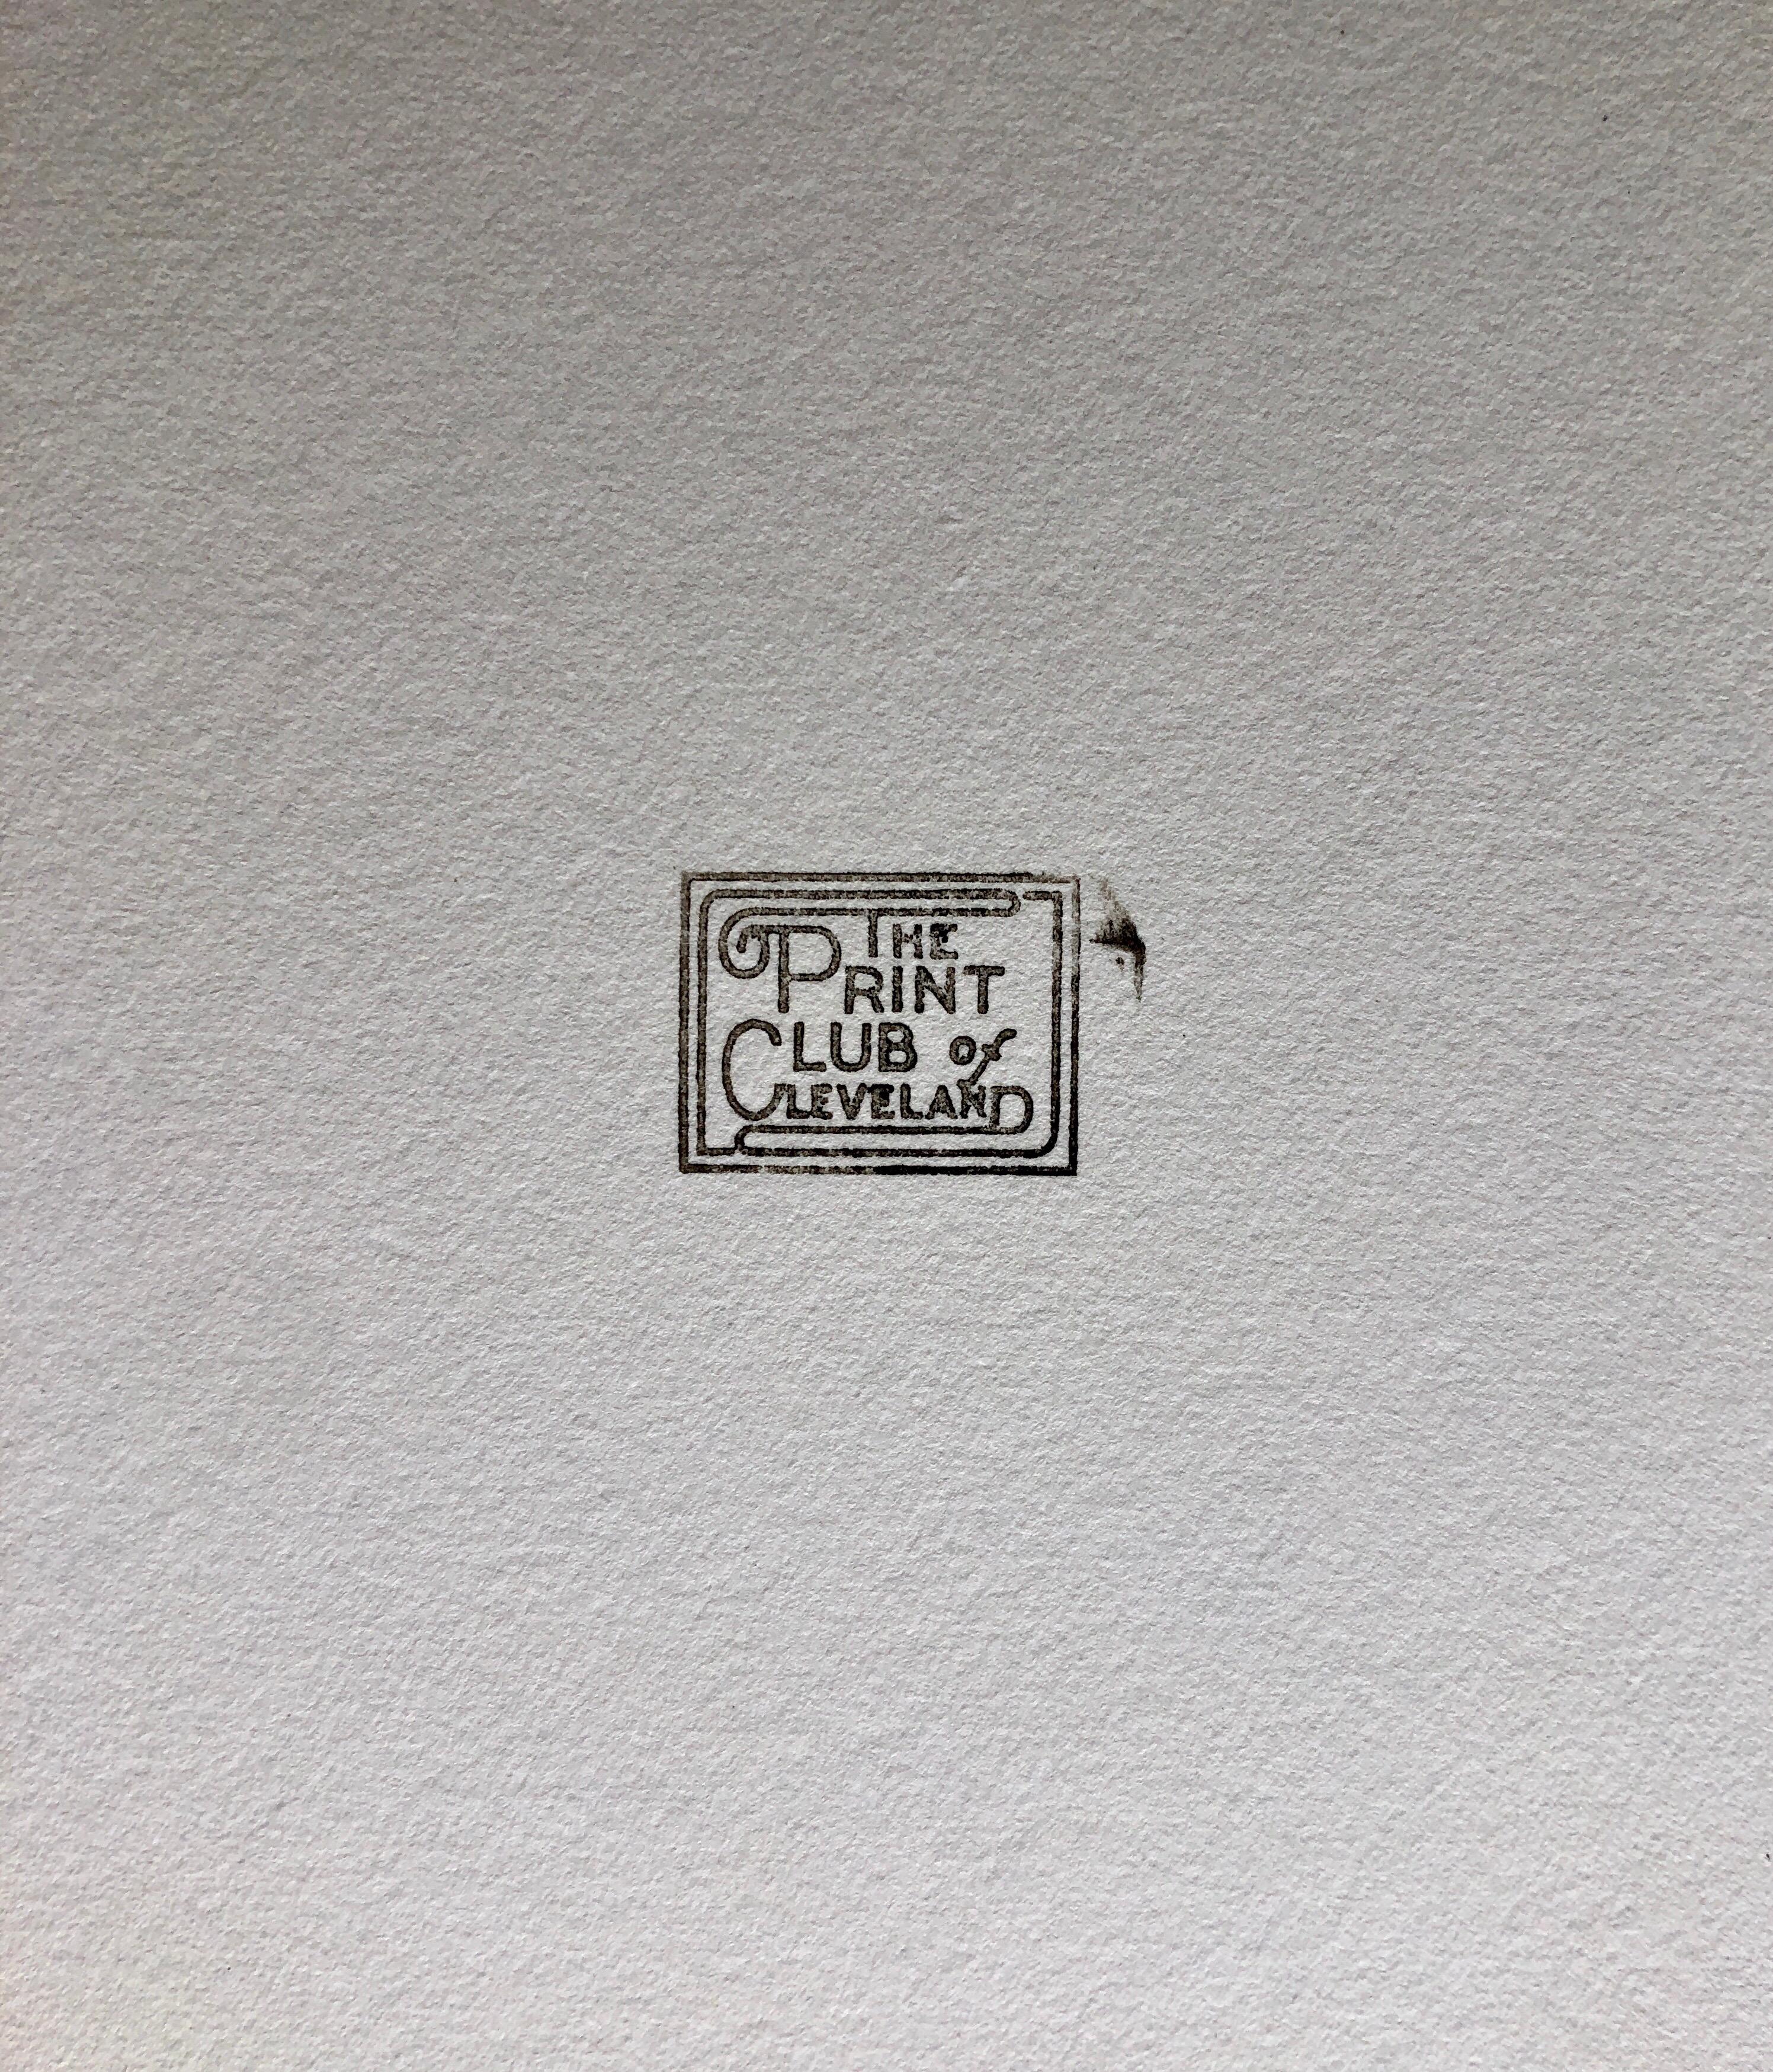 THE
PRINT
CLUB of
CLEVELAND